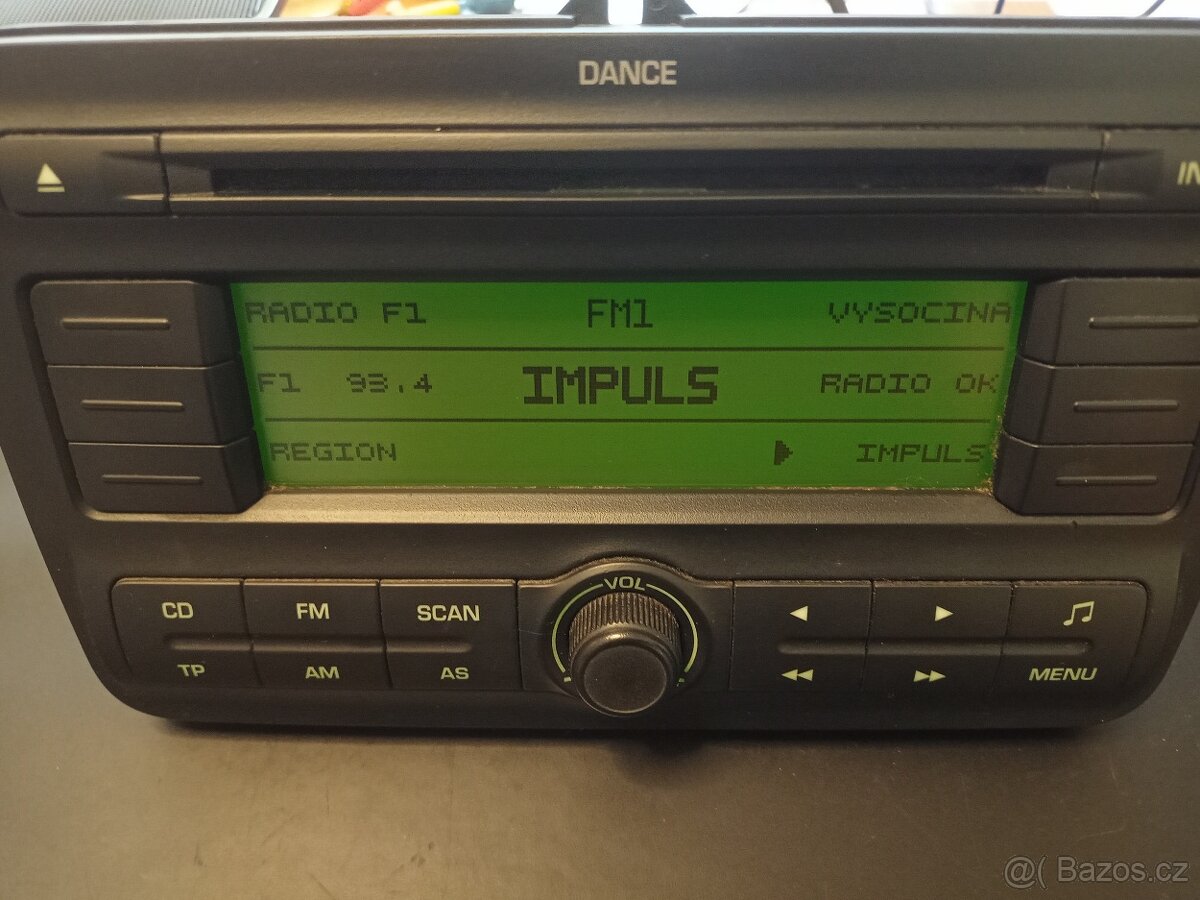 DANCE
IN
RADIO F1 FM1 VYSOCINA
F1 93.4 IMPULS RADIO OK
REGION IMPULS
VOL
CD FM SCAN
TP AM AS MENU
@( Bazos.cz